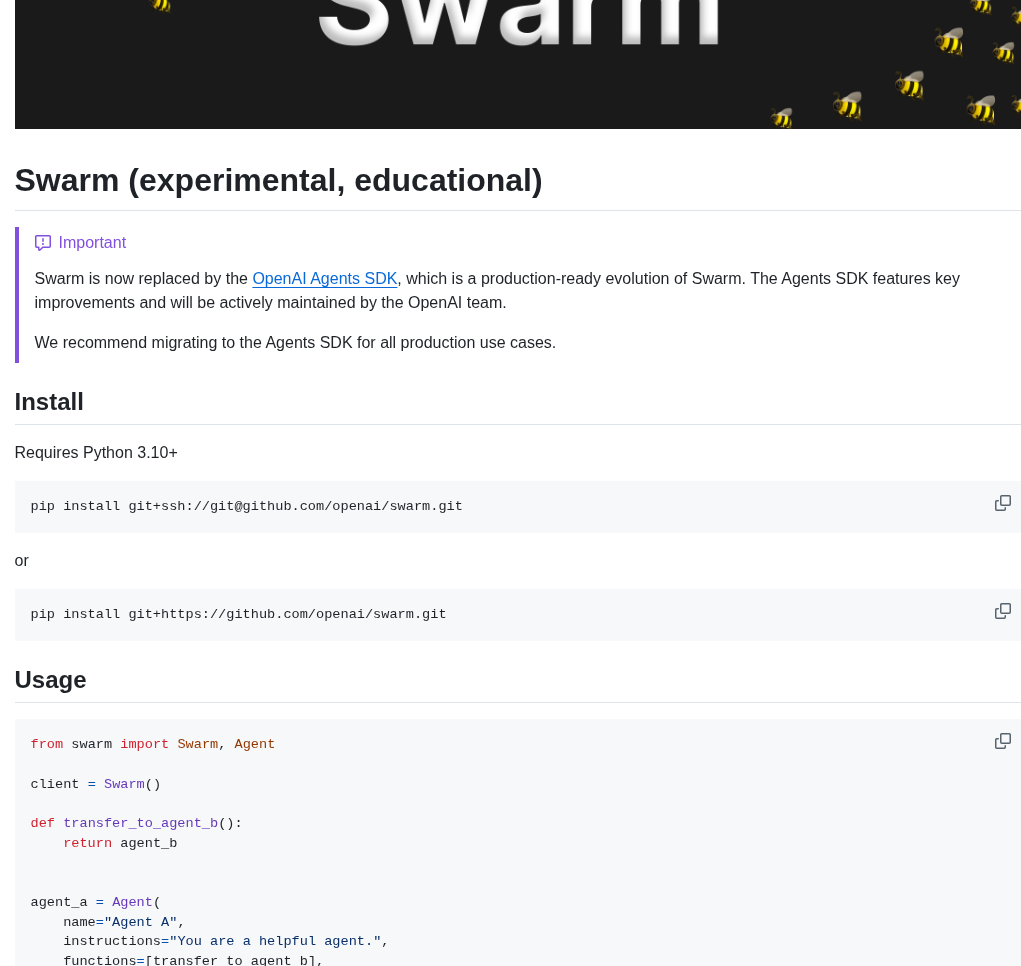 Swarm
Swarm (experimental, educational)
Important
Swarm is now replaced by the OpenAI Agents SDK, which is a production-ready evolution of Swarm. The Agents SDK features key
improvements and will be actively maintained by the OpenAI team.
We recommend migrating to the Agents SDK for all production use cases.
Install
Requires Python 3.10+
pip install git+ssh://git@github.com/openai/swarm.git
or
pip install git+https://github.com/openai/swarm.git
Usage
from swarm import Swarm, Agent
client = Swarm()
def transfer_to_agent_b():
    return agent_b
agent_a = Agent(
    name="Agent A",
    instructions="You are a helpful agent.",
    functions=[transfer_to_agent_b],